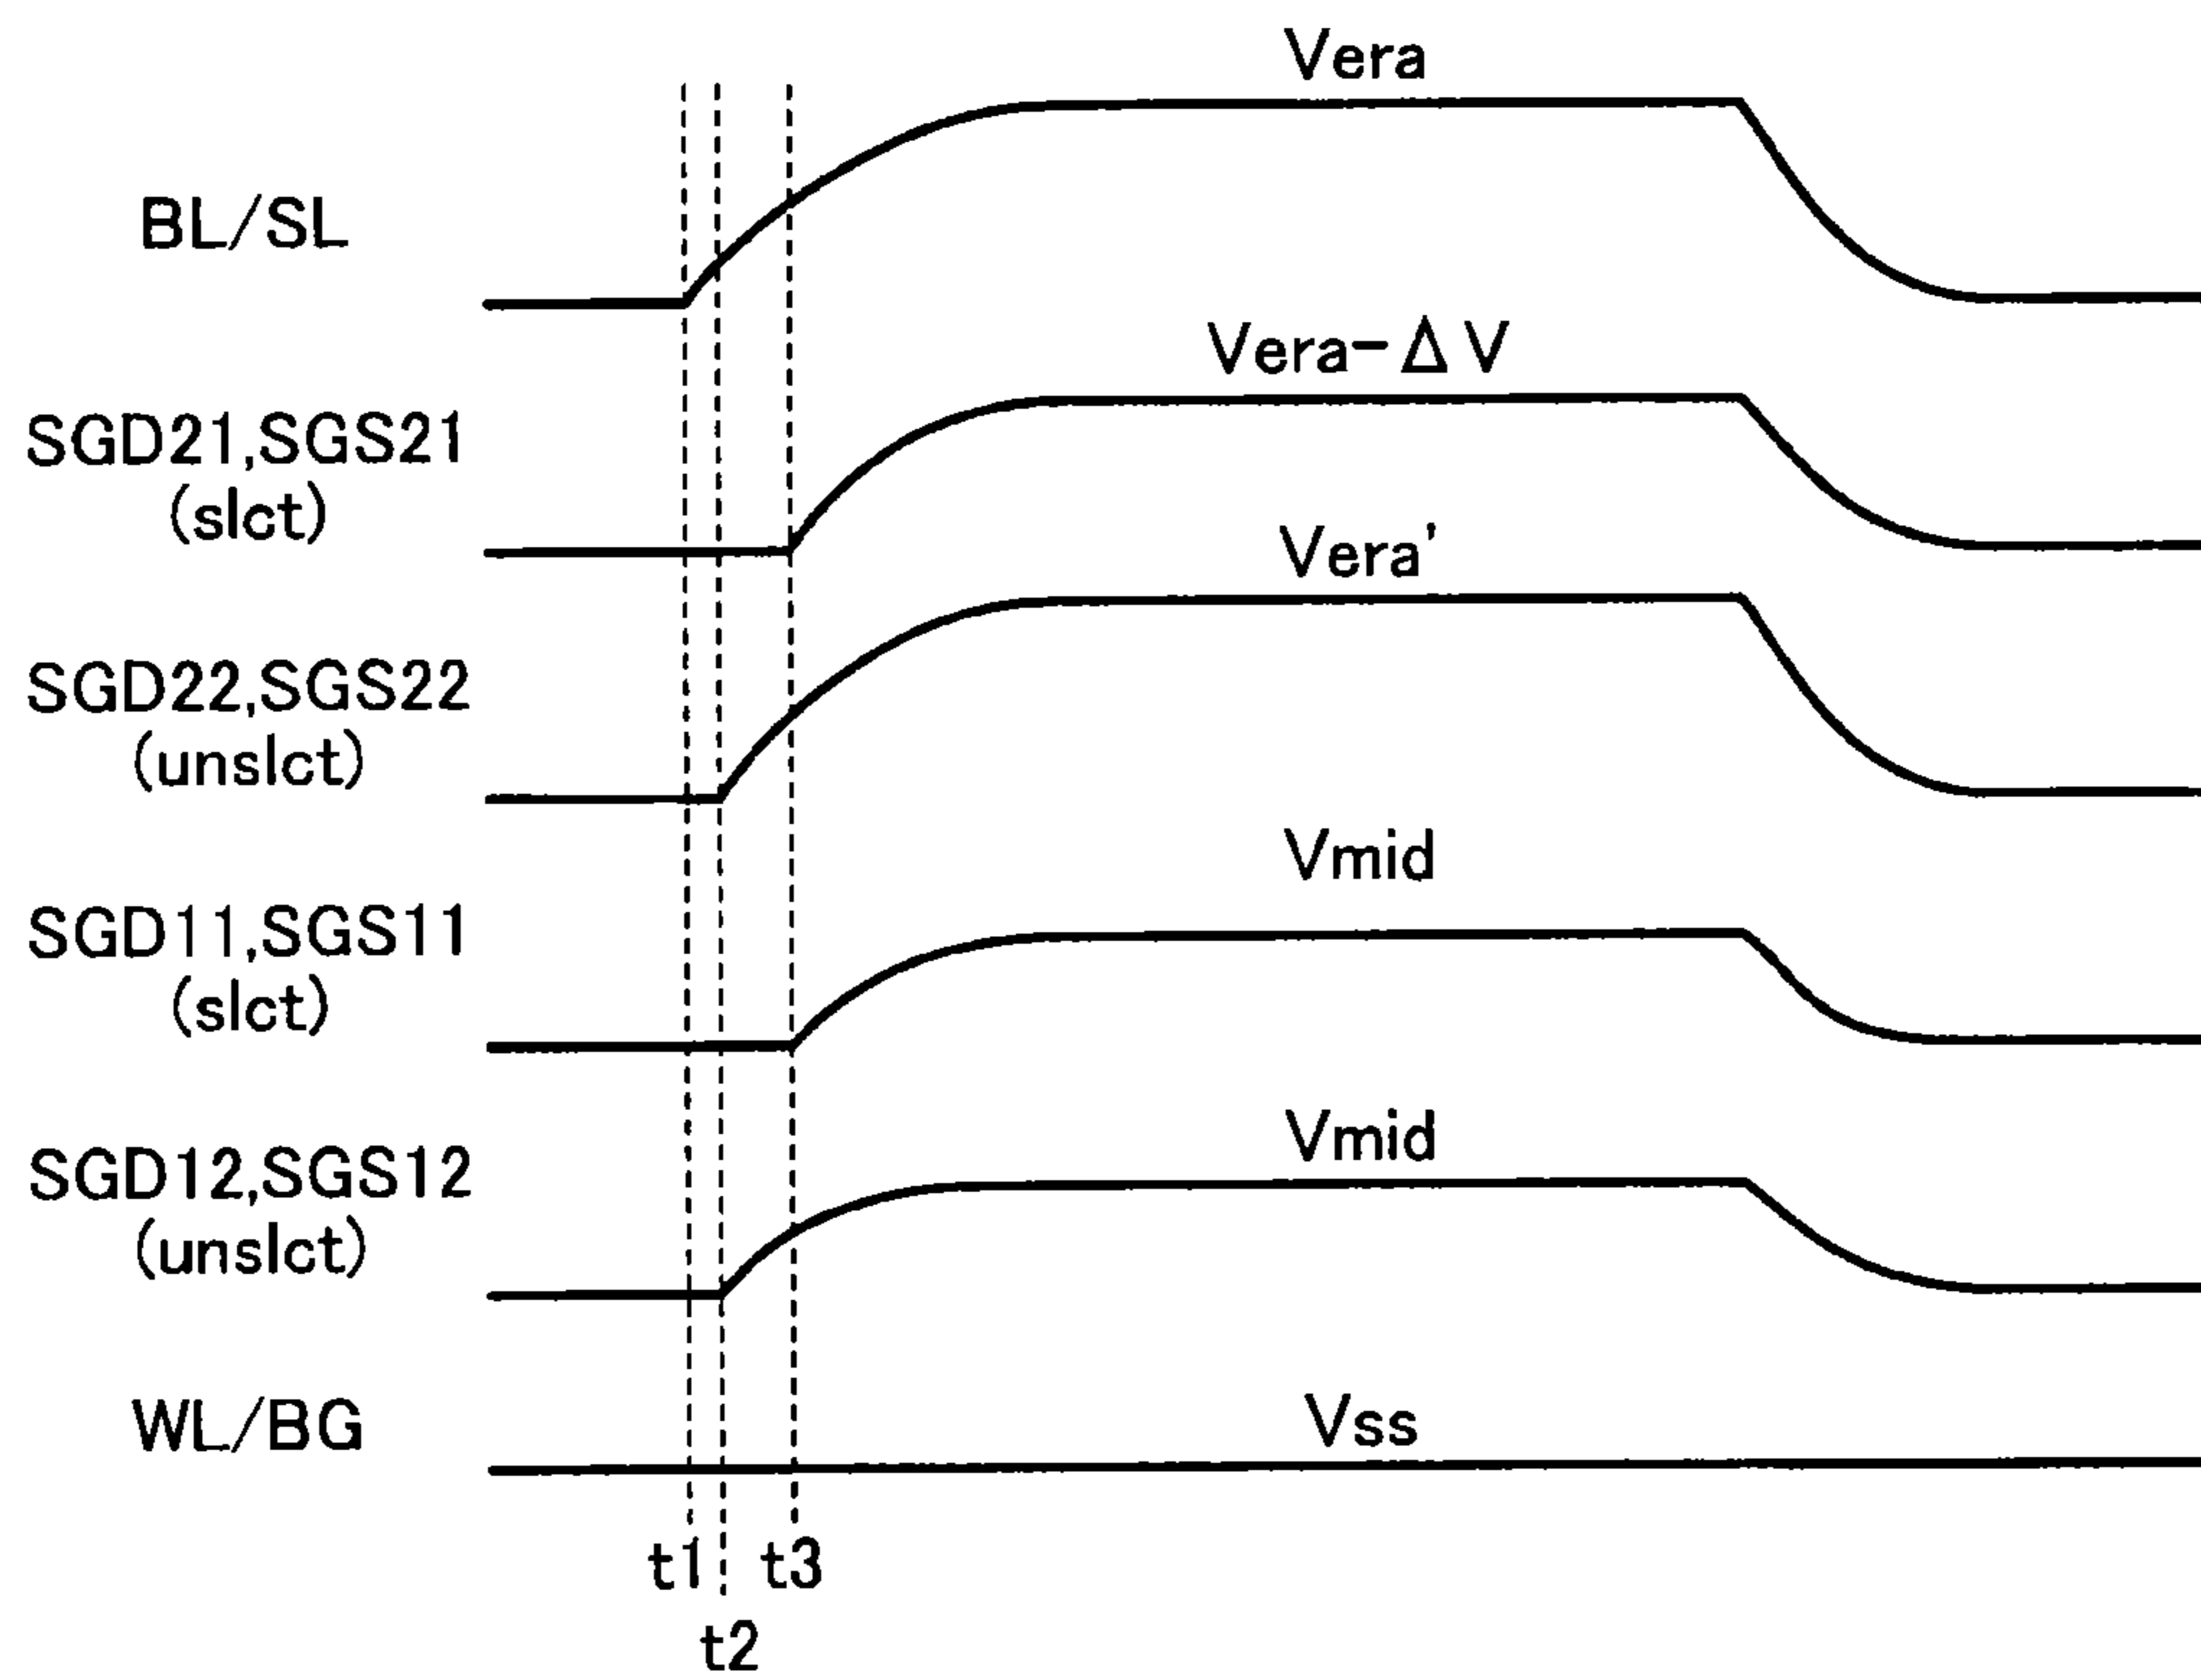 Vera
BL/SL
Vera-ΔV
SGD21,SGS21
(slct)
Vera'
SGD22,SGS22
(unslct)
Vmid
SGD11,SGS11
(slct)
Vmid
SGD12,SGS12
(unslct)
Vss
WL/BG
t1 t3
t2